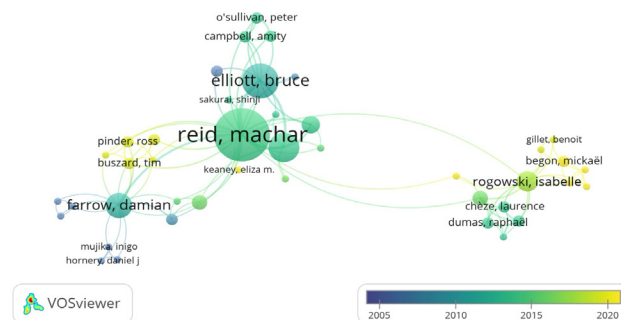 o'sullivan, peter
campbell, amity
elliott, bruce
sakurai, shinji
reid, machar
pinder, ross
buszard, tim
keaney, eliza m.
gillet, benoit
begon, mickaël
rogowski, isabelle
farrow, damian
chèze, laurence
dumas, raphaël
mujika, inigo
hornery, daniel j
VOSviewer
2005 2010 2015 2020